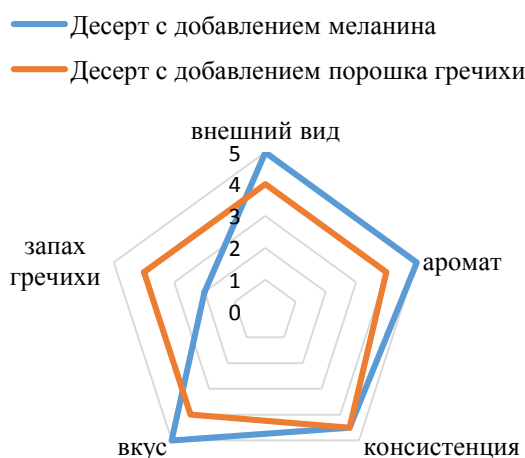 Десерт с добавлением меланина
Десерт с добавлением порошка гречихи
внешний вид
5
4
3
2
1
0
запах
гречихи
аромат
вкус
консистенция